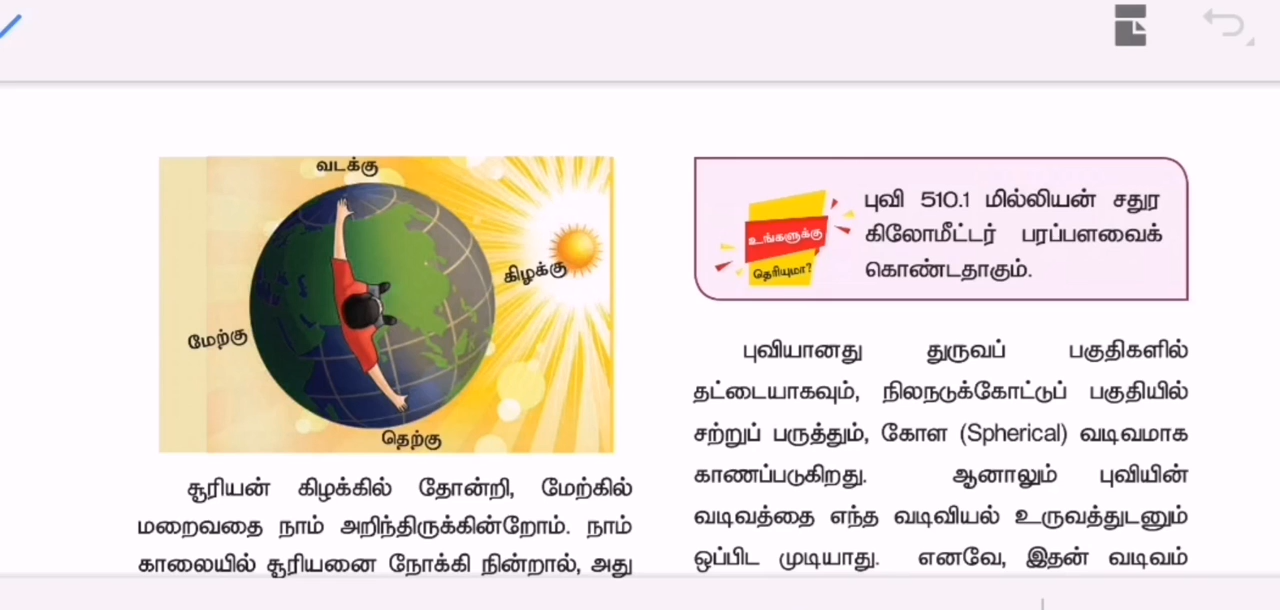 வடக்கு
கிழக்கு
மேற்கு
தெற்கு
சூரியன் கிழக்கில் தோன்றி, மேற்கில்
மறைவதை நாம் அறிந்திருக்கின்றோம். நாம்
காலையில் சூரியனை நோக்கி நின்றால், அது
உங்களுக்கு
தெரியுமா?
புவி 510.1 மில்லியன் சதுர
கிலோமீட்டர் பரப்பளவைக்
கொண்டதாகும்.
புவியானது துருவப் பகுதிகளில்
தட்டையாகவும், நிலநடுக்கோட்டுப் பகுதியில்
சற்றுப் பருத்தும், கோள (Spherical) வடிவமாக
காணப்படுகிறது. ஆனாலும் புவியின்
வடிவத்தை எந்த வடிவியல் உருவத்துடனும்
ஒப்பிட முடியாது. எனவே, இதன் வடிவம்